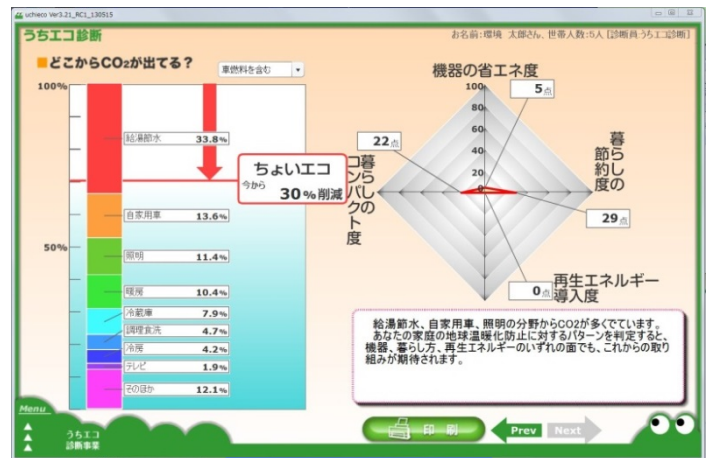 uchieco Ver3.21_RC1_130515
うちエコ診断
お名前:環境 太郎さん、世帯人数:5人 [診断員:うちエコ診断]
■どこからCO2が出てる？
車燃料を含む
100%
50%
給湯節水 33.8%
自家用車 13.6%
照明 11.4%
暖房 10.4%
冷蔵庫 7.9%
調理食洗 4.7%
冷房 4.2%
テレビ 1.9%
そのほか 12.1%
ちょいエコ
今から 30%削減
機器の省エネ度
5点
100
80
60
40
20
0
22点
暮らしの
コンパクト度
暮らしの
節約度
29点
0点
再生エネルギー
導入度
給湯節水、自家用車、照明の分野からCO2が多くでています。
あなたの家庭の地球温暖化防止に対するパターンを判定すると、
機器、暮らし方、再生エネルギーのいずれの面でも、これからの取り
組みが期待されます。
Menu
うちエコ
診断事業
印 刷
Prev
Next